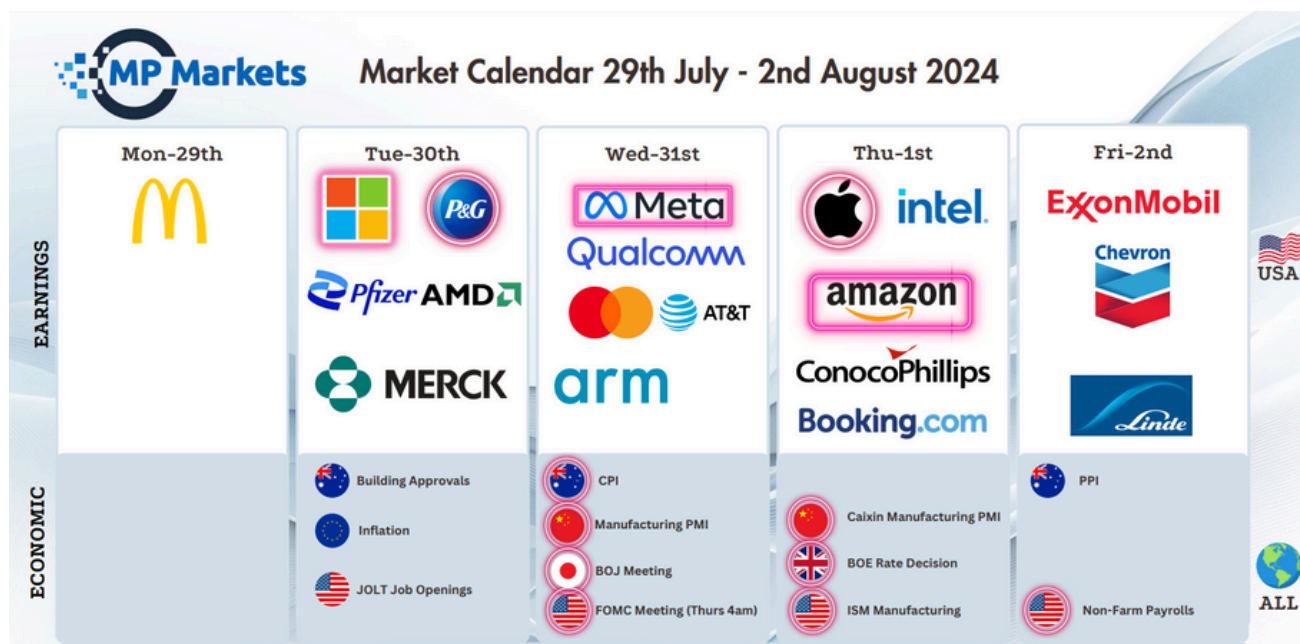 MP Markets
Market Calendar 29th July - 2nd August 2024
EARNINGS
Mon-29th
Tue-30th
P&G
Pfizer AMD
MERCK
Wed-31st
Meta
Qualcomm
AT&T
arm
Thu-1st
intel.
amazon
ConocoPhillips
Booking.com
Fri-2nd
ExxonMobil
Chevron
Linde
USA
ECONOMIC
Building Approvals
Inflation
JOLT Job Openings
CPI
Manufacturing PMI
BOJ Meeting
FOMC Meeting (Thurs 4am)
Caixin Manufacturing PMI
BOE Rate Decision
ISM Manufacturing
PPI
Non-Farm Payrolls
ALL